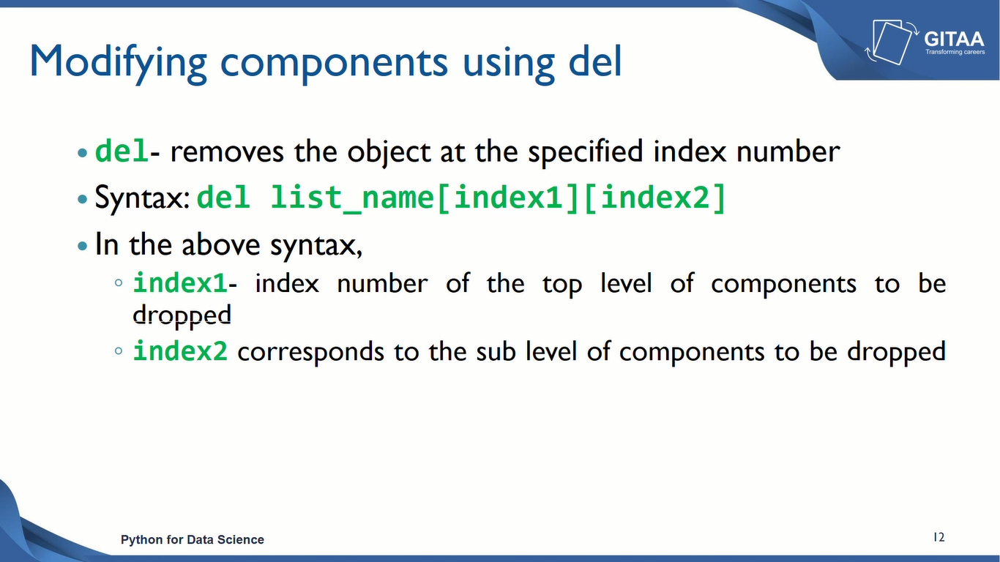 GITAA
Transforming careers
Modifying components using del
• del- removes the object at the specified index number
• Syntax: del list_name[index1][index2]
• In the above syntax,
◦ index1- index number of the top level of components to be
dropped
◦ index2 corresponds to the sub level of components to be dropped
Python for Data Science
12